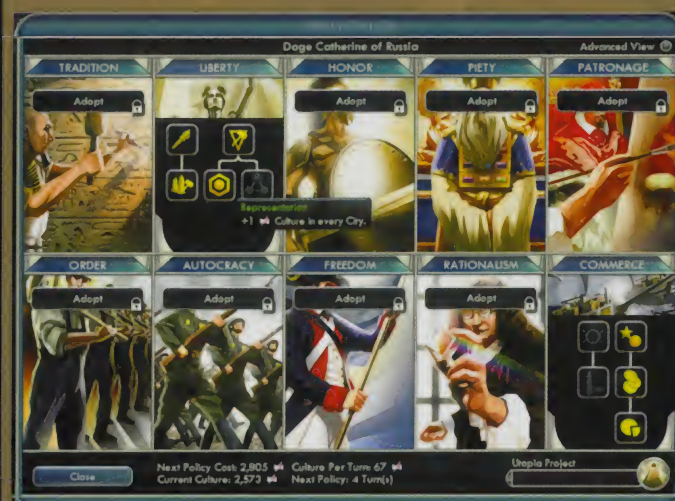 Doge Catherine of Russia
Advanced View
TRADITION LIBERTY HONOR PIETY PATRONAGE
Adopt Adopt Adopt Adopt
Representation
+1 Culture in every City.
ORDER AUTOCRACY FREEDOM RATIONALISM COMMERCE
Adopt Adopt Adopt Adopt
Close
Next Policy Cost: 2,805 Culture Per Turn: 67
Current Culture: 2,573 Next Policy: 4 Turn(s)
Utopia Project